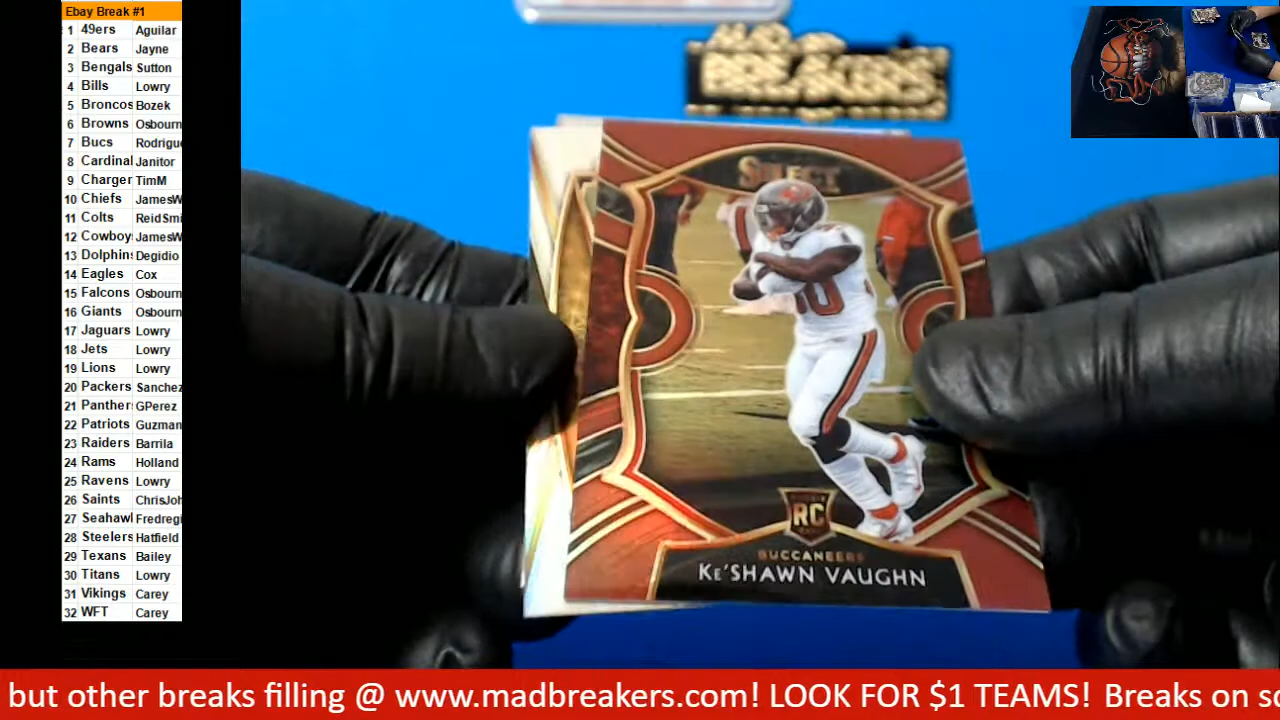 Ebay Break #1
1 49ers Aguilar
2 Bears Jayne
3 Bengals Sutton
4 Bills Lowry
5 Broncos Bozek
6 Browns Osbourn
7 Bucs Rodrigu
8 Cardinal Janitor
9 Charger TimM
10 Chiefs JamesW
11 Colts ReidSmi
12 Cowboy JamesW
13 Dolphin Degidio
14 Eagles Cox
15 Falcons Osbourn
16 Giants Osbourn
17 Jaguars Lowry
18 Jets Lowry
19 Lions Lowry
20 Packers Sanchez
21 Panther GPerez
22 Patriots Guzman
23 Raiders Barrila
24 Rams Holland
25 Ravens Lowry
26 Saints ChrisJoh
27 Seahawl Fredreg
28 Steelers Hatfield
29 Texans Bailey
30 Titans Lowry
31 Vikings Carey
32 WFT Carey
BREAKERS
SELECT
10
RC
BUCCANEERS
KE'SHAWN VAUGHN
but other breaks filling @ www.madbreakers.com! LOOK FOR $1 TEAMS! Breaks on so